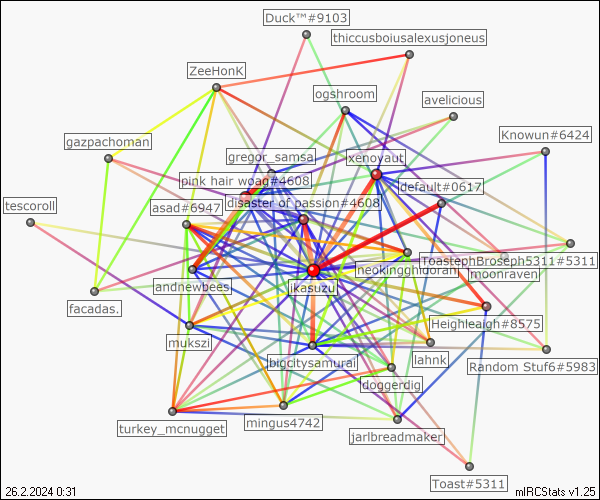 Duck™#9103
thiccusboiusalexusjoneus
ZeeHonK
ogshroom
avelicious
Knowun#6424
gazpachoman
gregor_samsa
xenoyaut
pink hair woag#4608
default#0617
disaster of passion#4608
tescoroll
asad#6947
ToastephBroseph5311#5311
neokingghidorah
moonraven
andnewbees
ikasuzu
facadas.
Heighleaigh#8575
mukszi
bigcitysamurai
lahnk
Random Stuf6#5983
doggerdig
mingus4742
turkey_mcnugget
jarlbreadmaker
Toast#5311
26.2.2024 0:31
mIRCStats v1.25